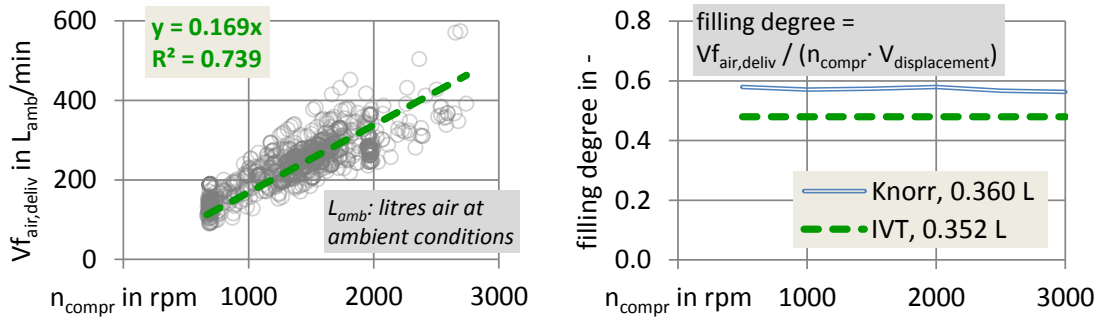 y = 0.169x
R² = 0.739
Vf_air,deliv in L_amb/min
600
400
200
0
L_amb: litres air at
ambient conditions
n_compr in rpm 1000 2000 3000
filling degree =
Vf_air,deliv / (n_compr· V_displacement)
filling degree in -
0.8
0.6
0.4
0.2
0.0
Knorr, 0.360 L
IVT, 0.352 L
n_compr in rpm 1000 2000 3000